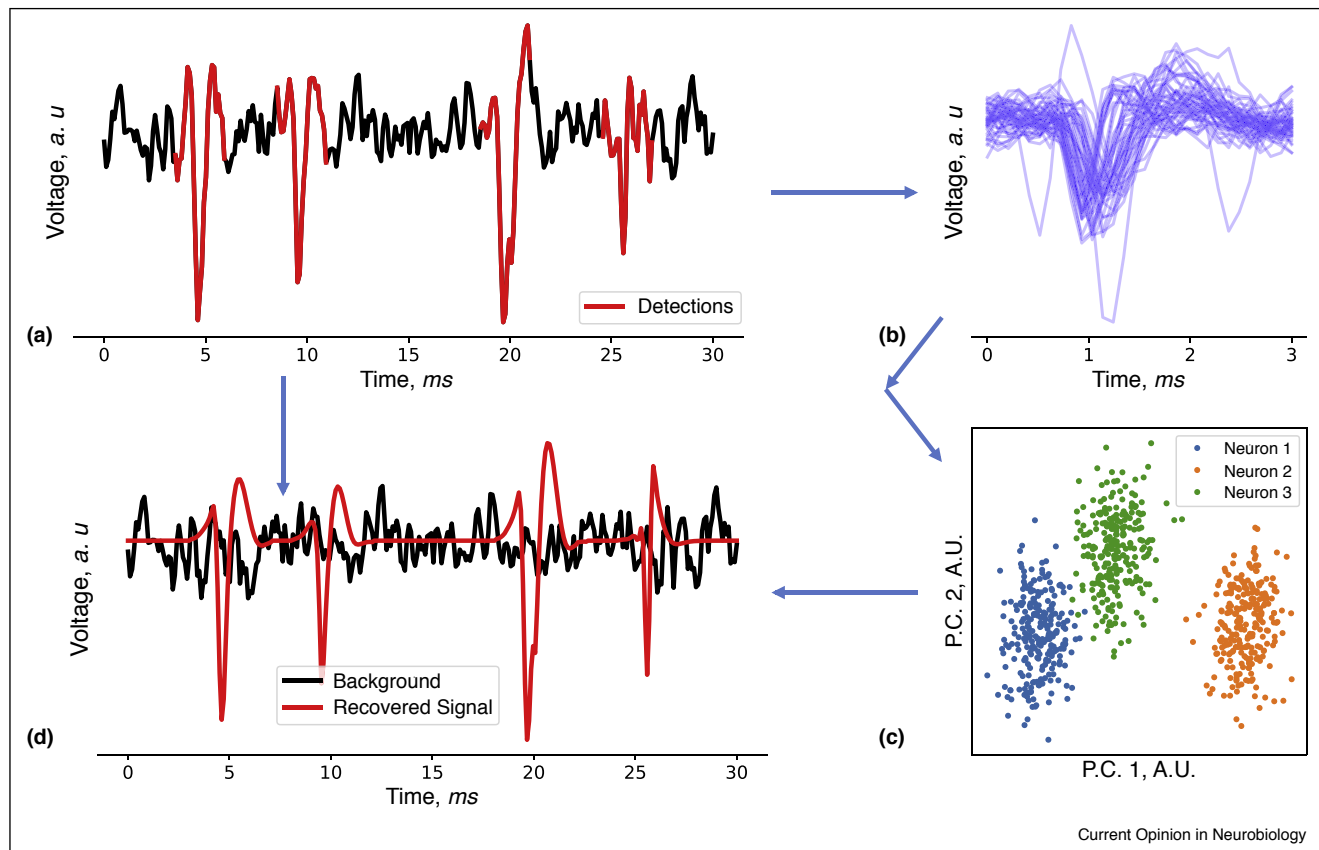 Voltage, a. u
Detections
(a)
0 5 10 15 20 25 30
Time, ms
Voltage, a. u
(b)
0 1 2 3
Time, ms
Voltage, a. u
Background
Recovered Signal
(d)
0 5 10 15 20 25 30
Time, ms
Neuron 1
Neuron 2
Neuron 3
P.C. 2, A.U.
(c)
P.C. 1, A.U.
Current Opinion in Neurobiology